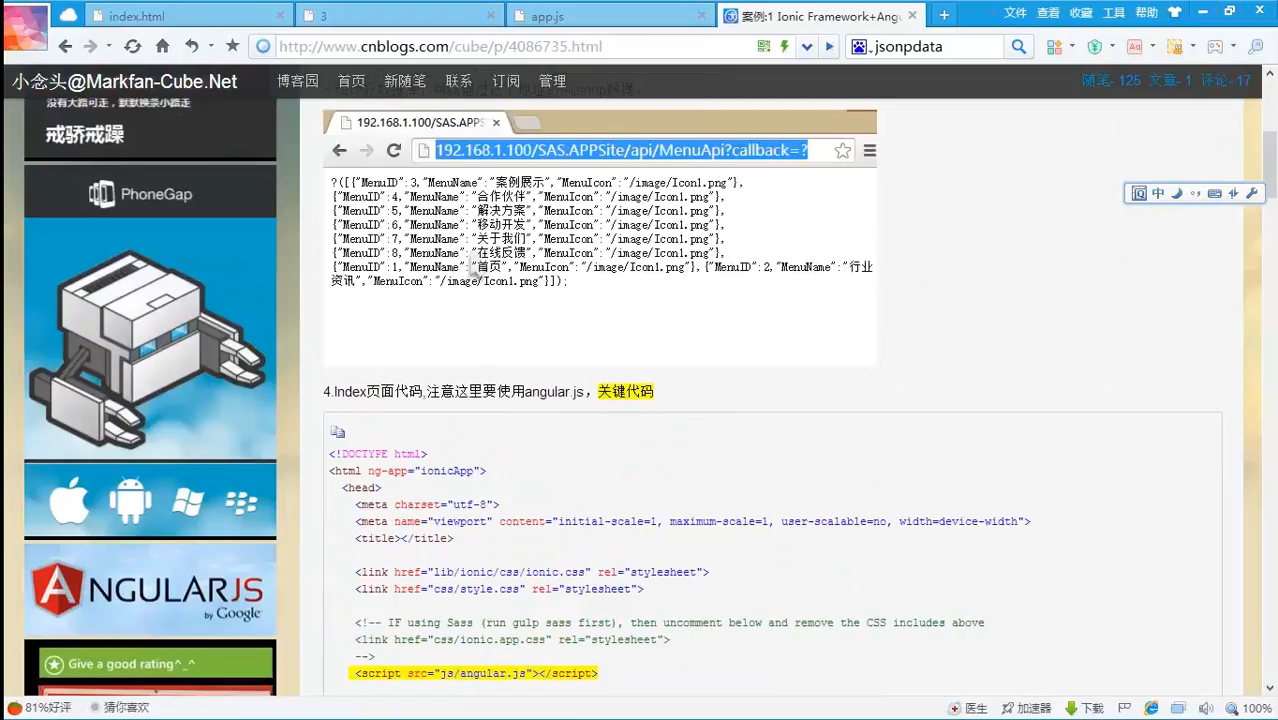 index.html
3
app.js
案例:1 Ionic Framework+Ang
文件 查看 收藏 工具 帮助
http://www.cnblogs.com/cube/p/4086735.html
jsonpdata
小念头@Markfan-Cube.Net
博客园 首页 新随笔 联系 订阅 管理
随笔- 125 文章- 1 评论- 17
没有大路可走，默默换条小路走
戒骄戒躁
PhoneGap
192.168.1.100/SAS.APPS
192.168.1.100/SAS.APPSite/api/MenuApi?callback=?
?([{"MenuID":3,"MenuName":"案例展示","MenuIcon":"/image/Icon1.png"},
{"MenuID":4,"MenuName":"合作伙伴","MenuIcon":"/image/Icon1.png"},
{"MenuID":5,"MenuName":"解决方案","MenuIcon":"/image/Icon1.png"},
{"MenuID":6,"MenuName":"移动开发","MenuIcon":"/image/Icon1.png"},
{"MenuID":7,"MenuName":"关于我们","MenuIcon":"/image/Icon1.png"},
{"MenuID":8,"MenuName":"在线反馈","MenuIcon":"/image/Icon1.png"},
{"MenuID":1,"MenuName":"首页","MenuIcon":"/image/Icon1.png"},{"MenuID":2,"MenuName":"行业
资讯","MenuIcon":"/image/Icon1.png"}]);
中
4.Index页面代码,注意这里要使用angular.js，关键代码
<!DOCTYPE html>
<html ng-app="ionicApp">
<head>
<meta charset="utf-8">
<meta name="viewport" content="initial-scale=1, maximum-scale=1, user-scalable=no, width=device-width">
<title></title>
<link href="lib/ionic/css/ionic.css" rel="stylesheet">
<link href="css/style.css" rel="stylesheet">
<!-- IF using Sass (run gulp sass first), then uncomment below and remove the CSS includes above
<link href="css/ionic.app.css" rel="stylesheet">
-->
<script src="js/angular.js"></script>
ANGULARJS
by Google
Give a good rating^_^
81%好评
猜你喜欢
医生
加速器
下载
100%